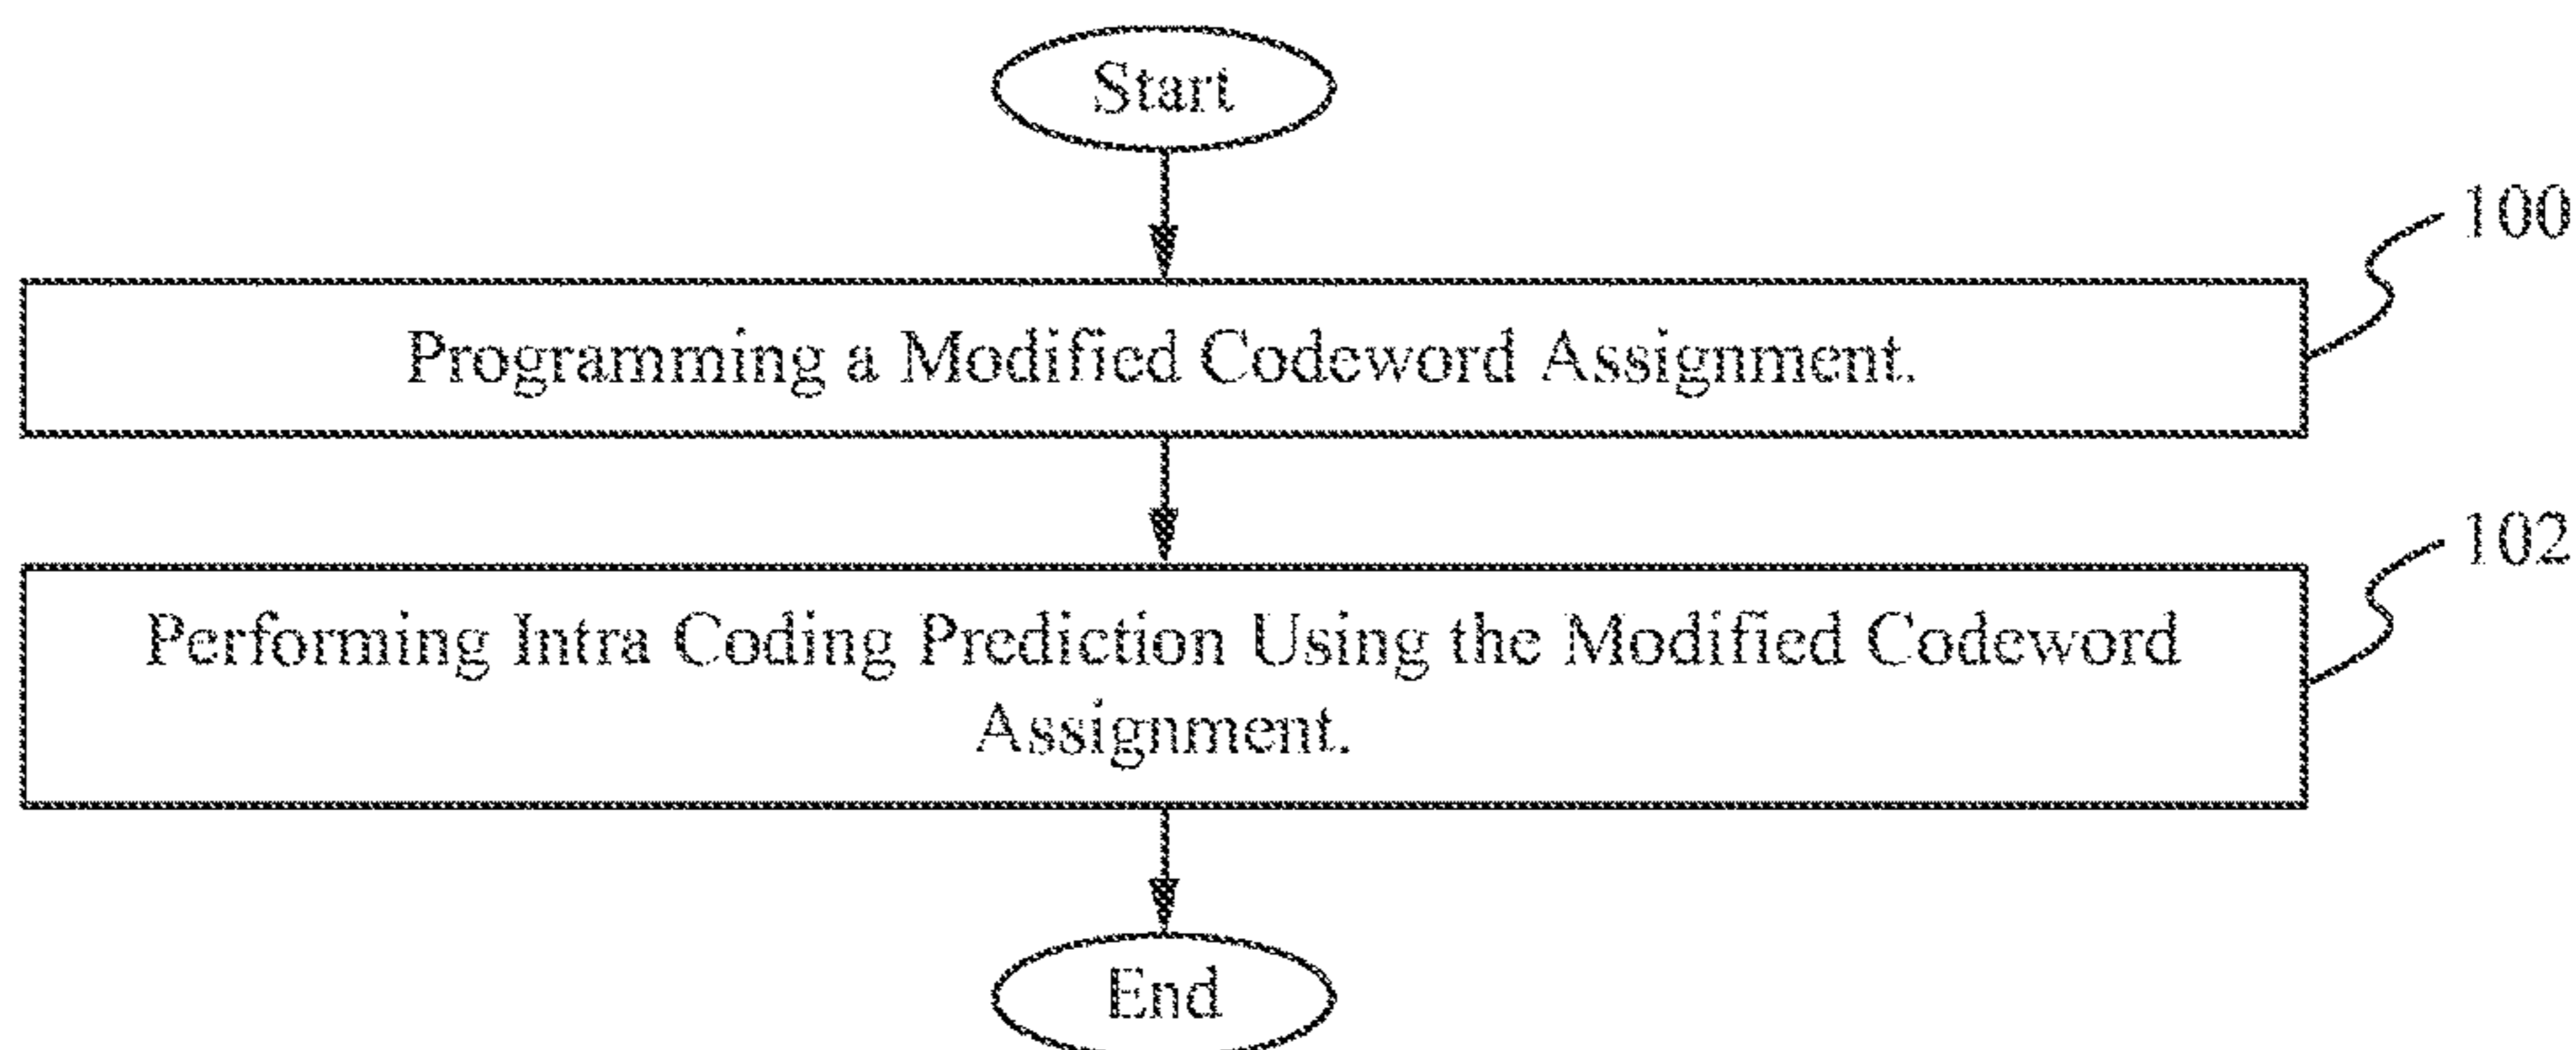 Start
100
Programming a Modified Codeword Assignment.
102
Performing Intra Coding Prediction Using the Modified Codeword
Assignment.
End